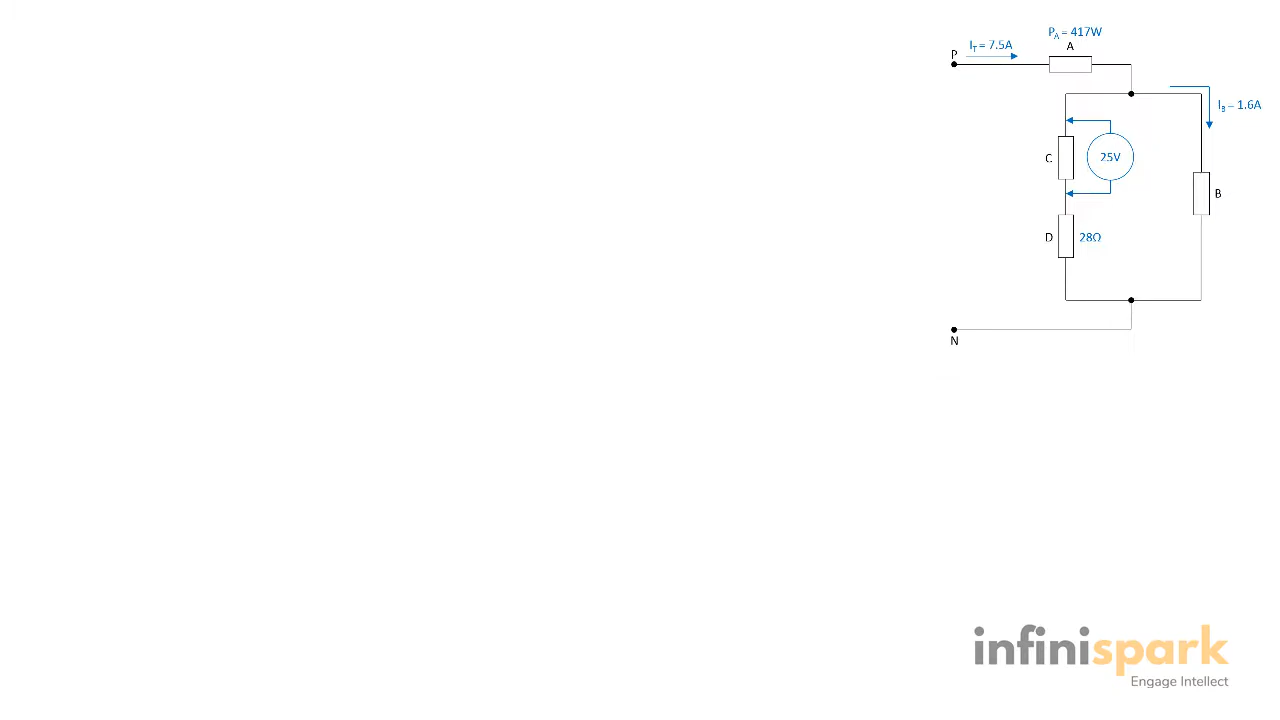 P_A = 417W
I_T = 7.5A
A
P
I_B = 1.6A
C
25V
B
D
28Ω
N
infinispark
Engage Intellect